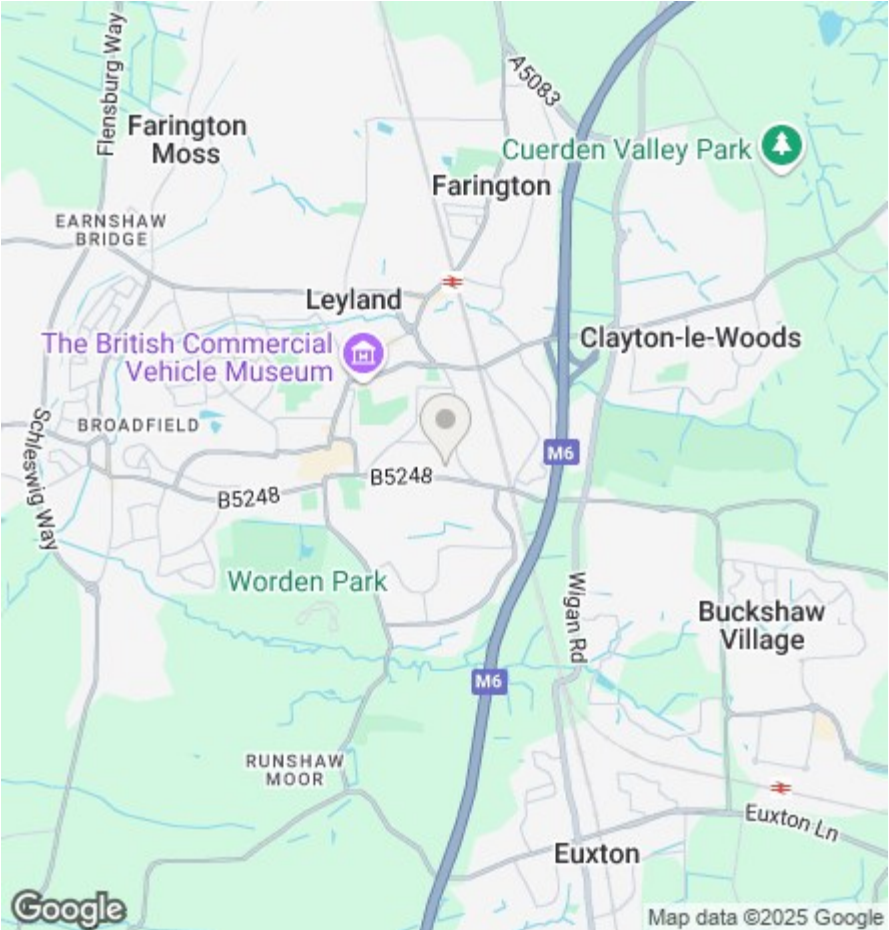 Flensburg Way
A5083
Farington
Moss
Cuerden Valley Park
Farington
EARNSHAW
BRIDGE
Leyland
The British Commercial
Vehicle Museum
Clayton-le-Woods
Schleswig Way
BROADFIELD
M6
B5248
B5248
Worden Park
Wigan Rd
Buckshaw
Village
M6
RUNSHAW
MOOR
Euxton Ln
Euxton
Google
Map data ©2025 Google